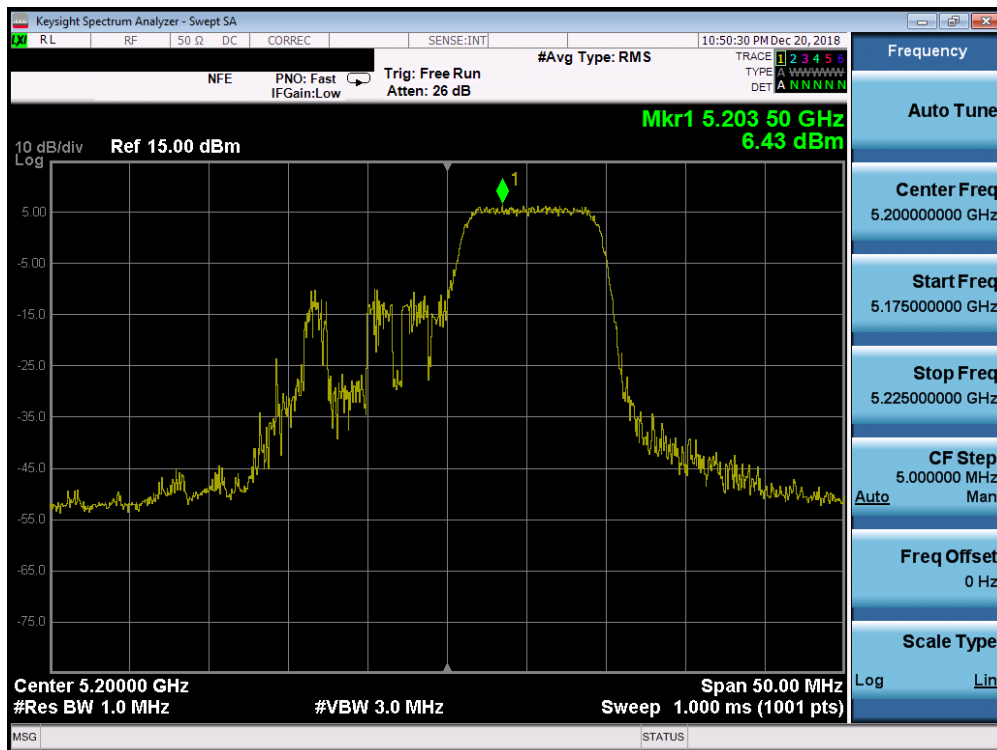 Keysight Spectrum Analyzer - Swept SA
LXI RL RF 50 Ω DC CORREC SENSE:INT 10:50:30 PM Dec 20, 2018
#Avg Type: RMS TRACE 1 2 3 4 5 6
NFE PNO: Fast Trig: Free Run TYPE A WWWWW
IFGain:Low Atten: 26 dB DET A N N N N N
Mkr1 5.203 50 GHz
6.43 dBm
10 dB/div Ref 15.00 dBm
Log
1
5.00
-5.00
-15.0
-25.0
-35.0
-45.0
-55.0
-65.0
-75.0
Center 5.20000 GHz Span 50.00 MHz
#Res BW 1.0 MHz #VBW 3.0 MHz Sweep 1.000 ms (1001 pts)
MSG STATUS
Frequency
Auto Tune
Center Freq
5.200000000 GHz
Start Freq
5.175000000 GHz
Stop Freq
5.225000000 GHz
CF Step
5.000000 MHz
Auto Man
Freq Offset
0 Hz
Scale Type
Log Lin